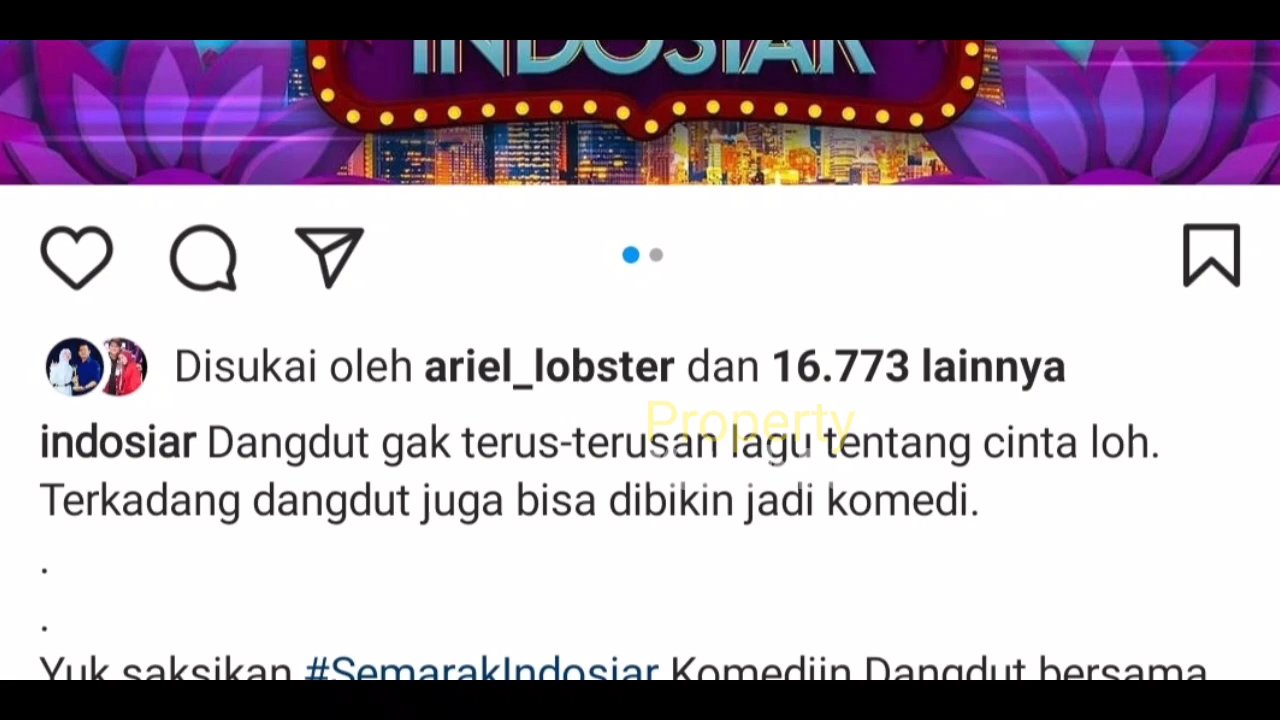 INDOSIAR
Disukai oleh ariel_lobster dan 16.773 lainnya
Property
indosiar Dangdut gak terus-terusan lagu tentang cinta loh.
Terkadang dangdut juga bisa dibikin jadi komedi.
.
.
Yuk saksikan #SemarakIndosiar Komediin Dangdut bersama